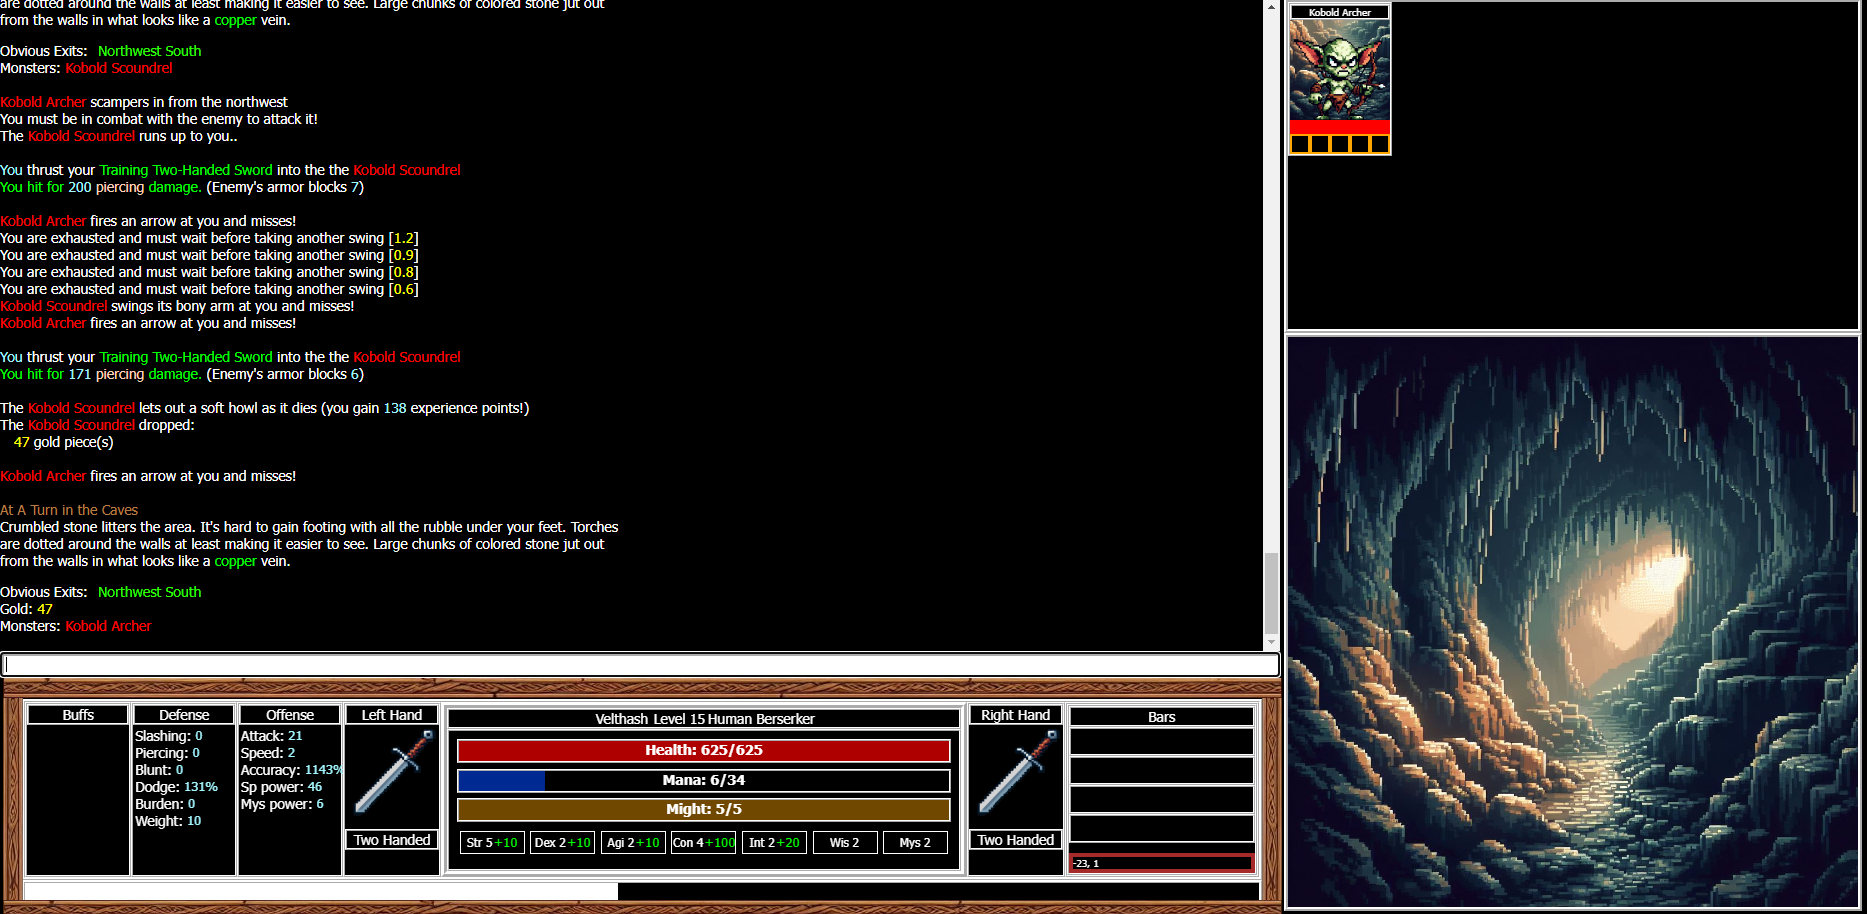 are dotted around the walls at least making it easier to see. Large chunks of colored stone jut out
from the walls in what looks like a copper vein.
Obvious Exits: Northwest South
Monsters: Kobold Scoundrel
Kobold Archer scampers in from the northwest
You must be in combat with the enemy to attack it!
The Kobold Scoundrel runs up to you..
You thrust your Training Two-Handed Sword into the the Kobold Scoundrel
You hit for 200 piercing damage. (Enemy's armor blocks 7)
Kobold Archer fires an arrow at you and misses!
You are exhausted and must wait before taking another swing [1.2]
You are exhausted and must wait before taking another swing [0.9]
You are exhausted and must wait before taking another swing [0.8]
You are exhausted and must wait before taking another swing [0.6]
Kobold Scoundrel swings its bony arm at you and misses!
Kobold Archer fires an arrow at you and misses!
You thrust your Training Two-Handed Sword into the the Kobold Scoundrel
You hit for 171 piercing damage. (Enemy's armor blocks 6)
The Kobold Scoundrel lets out a soft howl as it dies (you gain 138 experience points!)
The Kobold Scoundrel dropped:
47 gold piece(s)
Kobold Archer fires an arrow at you and misses!
At A Turn in the Caves
Crumbled stone litters the area. It's hard to gain footing with all the rubble under your feet. Torches
are dotted around the walls at least making it easier to see. Large chunks of colored stone jut out
from the walls in what looks like a copper vein.
Obvious Exits: Northwest South
Gold: 47
Monsters: Kobold Archer
Kobold Archer
Buffs
Defense
Slashing: 0
Piercing: 0
Blunt: 0
Dodge: 131%
Burden: 0
Weight: 10
Offense
Attack: 21
Speed: 2
Accuracy: 1143%
Sp power: 46
Mys power: 6
Left Hand
Two Handed
Velthash Level 15 Human Berserker
Health: 625/625
Mana: 6/34
Might: 5/5
Str 5+10 Dex 2+10 Agi 2+10 Con 4+100 Int 2+20 Wis 2 Mys 2
Right Hand
Two Handed
Bars
-23, 1